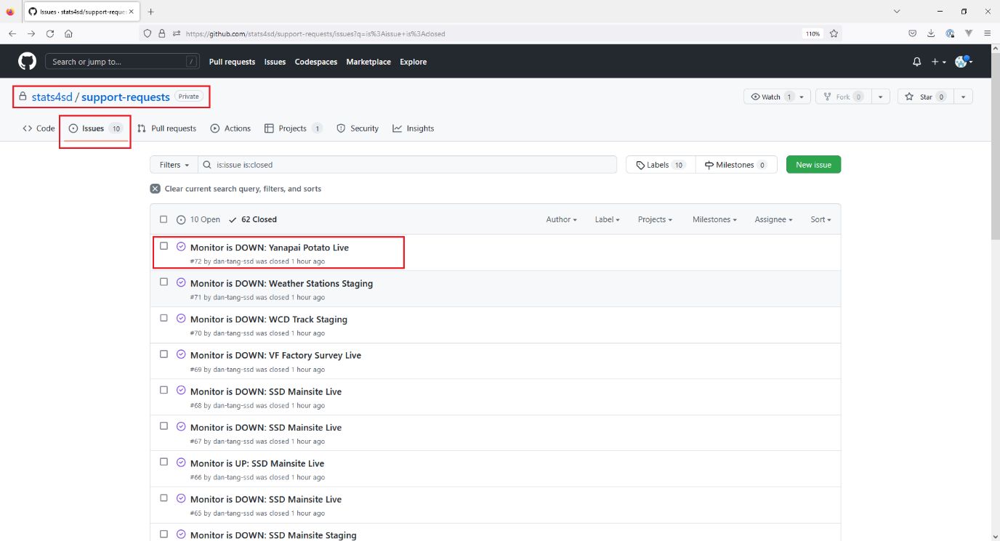 Issues · stats4sd/support-reques
https://github.com/stats4sd/support-requests/issues?q=is%3Aissue+is%3Aclosed
110%
Search or jump to...
/
Pull requests
Issues
Codespaces
Marketplace
Explore
stats4sd / support-requests
Private
Watch 1
Fork 0
Star 0
Code
Issues 10
Pull requests
Actions
Projects 1
Security
Insights
Filters
is:issue is:closed
Labels 10
Milestones 0
New issue
Clear current search query, filters, and sorts
10 Open
62 Closed
Author
Label
Projects
Milestones
Assignee
Sort
Monitor is DOWN: Yanapai Potato Live
#72 by dan-tang-ssd was closed 1 hour ago
Monitor is DOWN: Weather Stations Staging
#71 by dan-tang-ssd was closed 1 hour ago
Monitor is DOWN: WCD Track Staging
#70 by dan-tang-ssd was closed 1 hour ago
Monitor is DOWN: VF Factory Survey Live
#69 by dan-tang-ssd was closed 1 hour ago
Monitor is DOWN: SSD Mainsite Live
#68 by dan-tang-ssd was closed 1 hour ago
Monitor is DOWN: SSD Mainsite Live
#67 by dan-tang-ssd was closed 1 hour ago
Monitor is UP: SSD Mainsite Live
#66 by dan-tang-ssd was closed 1 hour ago
Monitor is DOWN: SSD Mainsite Live
#65 by dan-tang-ssd was closed 1 hour ago
Monitor is DOWN: SSD Mainsite Staging